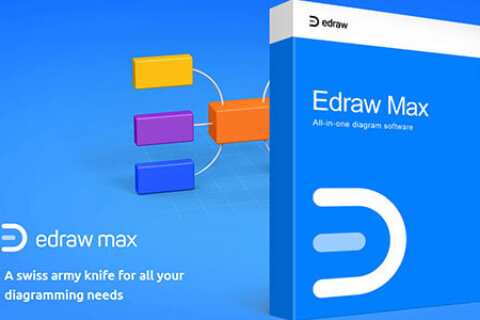 edraw
Edraw Max
All-in-one diagram software
edraw max
A swiss army knife for all your
diagramming needs